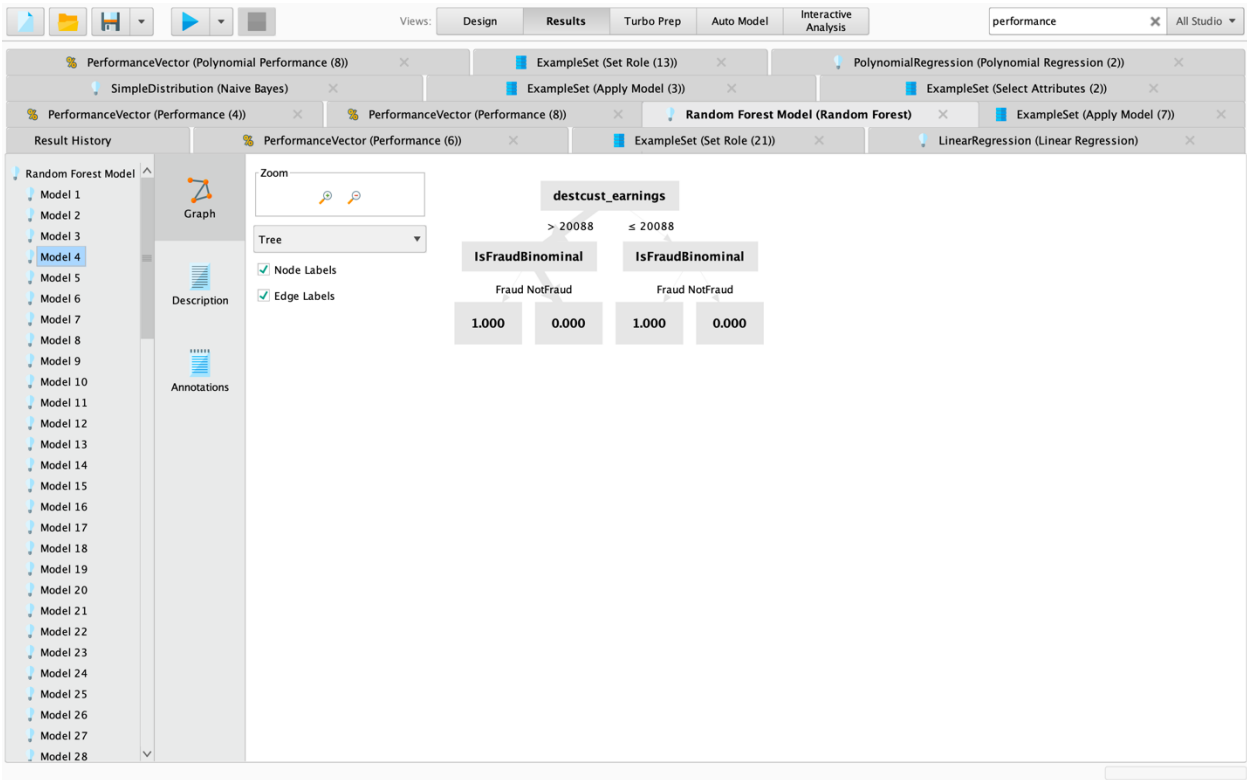 Views: Design Results Turbo Prep Auto Model Interactive Analysis performance All Studio
PerformanceVector (Polynomial Performance (8)) ExampleSet (Set Role (13)) PolynomialRegression (Polynomial Regression (2))
SimpleDistribution (Naive Bayes) ExampleSet (Apply Model (3)) ExampleSet (Select Attributes (2))
PerformanceVector (Performance (4)) PerformanceVector (Performance (8)) Random Forest Model (Random Forest) ExampleSet (Apply Model (7))
Result History PerformanceVector (Performance (6)) ExampleSet (Set Role (21)) LinearRegression (Linear Regression)
Random Forest Model
Model 1
Model 2
Model 3
Model 4
Model 5
Model 6
Model 7
Model 8
Model 9
Model 10
Model 11
Model 12
Model 13
Model 14
Model 15
Model 16
Model 17
Model 18
Model 19
Model 20
Model 21
Model 22
Model 23
Model 24
Model 25
Model 26
Model 27
Model 28
Graph
Description
Annotations
Zoom
Tree
Node Labels
Edge Labels
destcust_earnings
> 20088 ≤ 20088
IsFraudBinominal IsFraudBinominal
Fraud NotFraud Fraud NotFraud
1.000 0.000 1.000 0.000